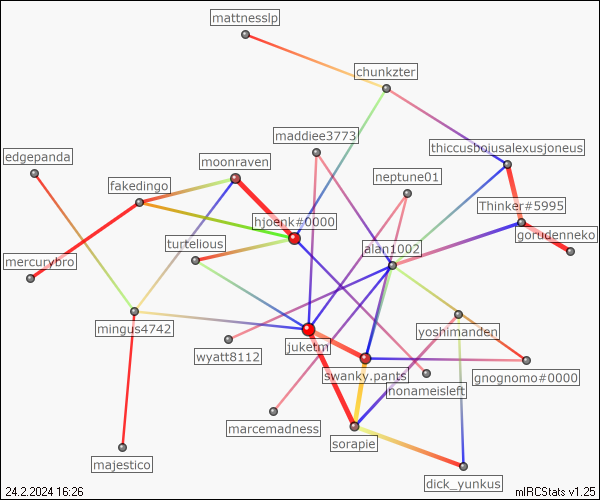 mattnesslp
chunkzter
maddiee3773
thiccusbojusalexusjoneus
edgepanda
moonraven
neptune01
fakedingo
Thinker#5995
hjoenk#0000
gorudenneko
turtelious
alan1002
mercurybro
mingus4742
yoshimanden
juketm
wyatt8112
swanky.pants
gnognomo#0000
nonameisleft
marcemadness
sorapie
majestico
dick_yunkus
24.2.2024 16:26
mIRCStats v1.25